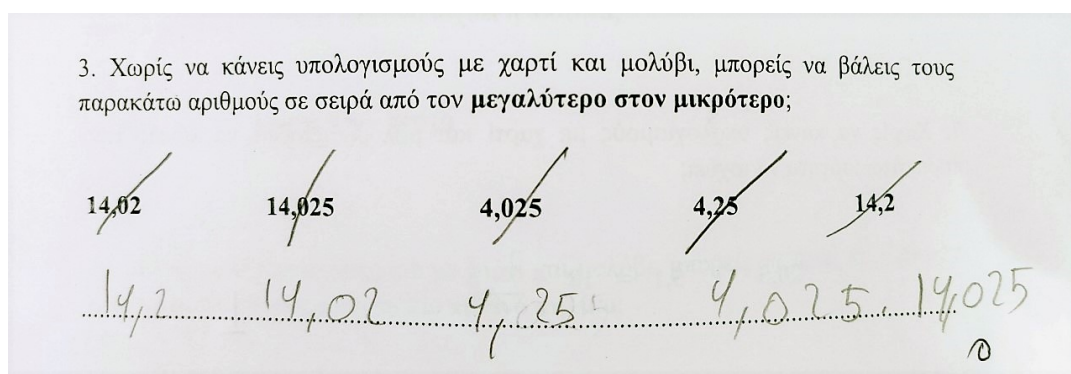 3. Χωρίς να κάνεις υπολογισμούς με χαρτί και μολύβι, μπορείς να βάλεις τους
παρακάτω αριθμούς σε σειρά από τον μεγαλύτερο στον μικρότερο;
14,02 14,025 4,025 4,25 14,2
14,2 14,02 4,25 4,025. 14,025